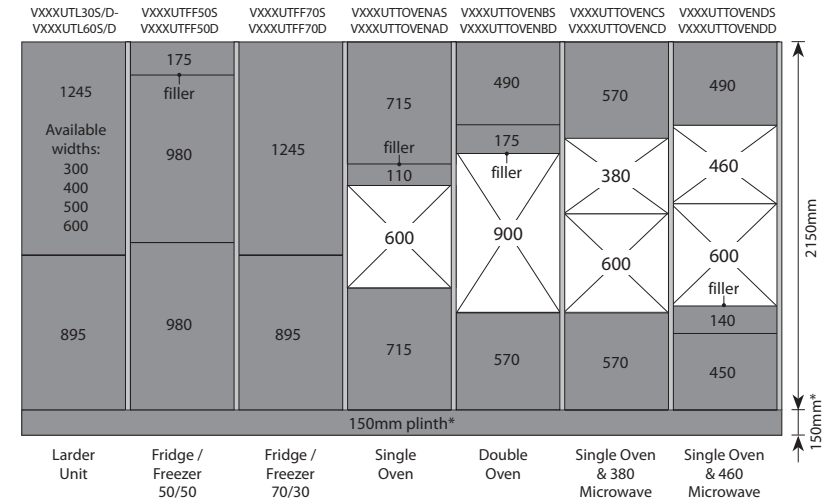 VXXXUTL30S/D-
VXXXUTL60S/D
VXXXUTFF50S
VXXXUTFF50D
VXXXUTFF70S
VXXXUTFF70D
VXXXUTTOVENAS
VXXXUTTOVENAD
VXXXUTTOVENBS
VXXXUTTOVENBD
VXXXUTTOVENCS
VXXXUTTOVENCD
VXXXUTTOVENDS
VXXXUTTOVENDD
1245
Available
widths:
300
400
500
600
895
175
filler
980
980
1245
895
715
filler
110
600
715
490
175
filler
900
570
570
380
600
570
490
460
600
filler
140
450
2150mm
150mm*
150mm plinth*
Larder
Unit
Fridge /
Freezer
50/50
Fridge /
Freezer
70/30
Single
Oven
Double
Oven
Single Oven
& 380
Microwave
Single Oven
& 460
Microwave